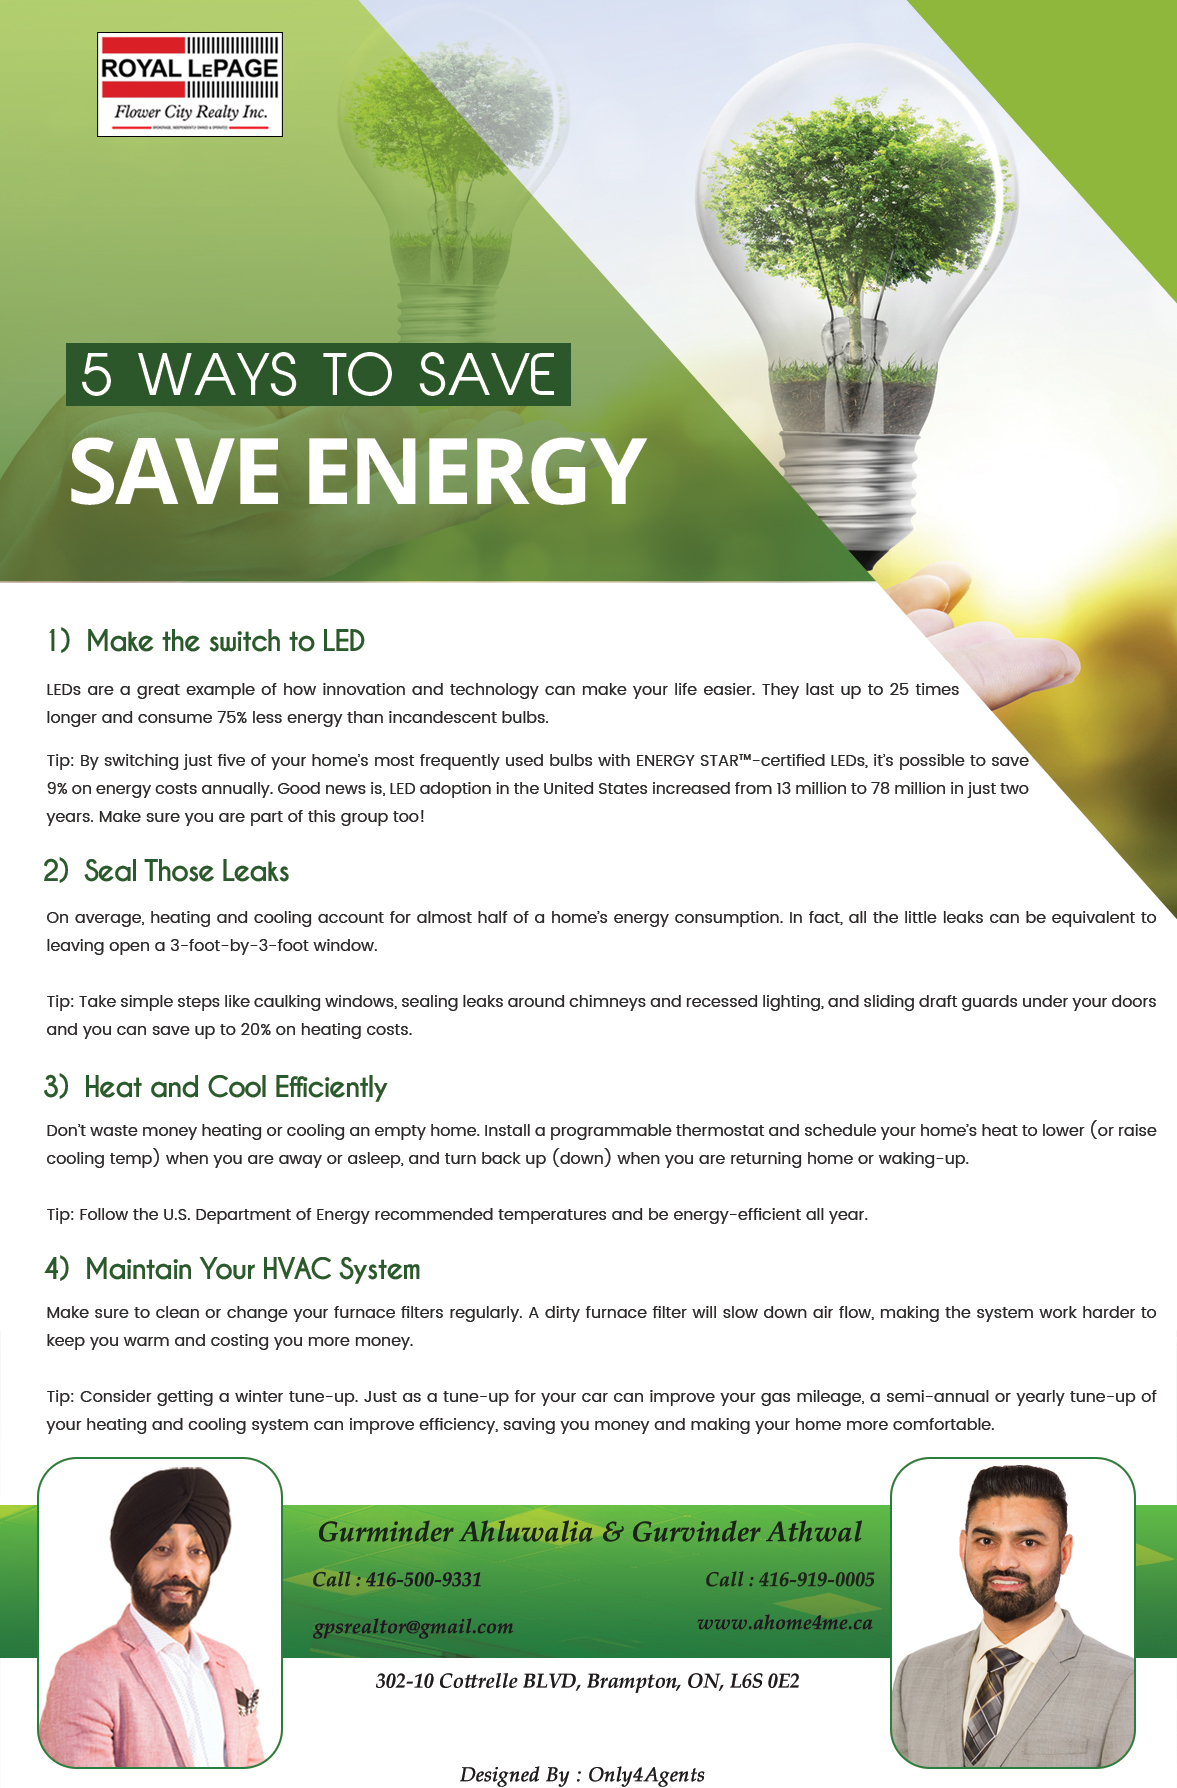 ROYAL LEPAGE
Flower City Realty Inc.
BROKERAGE, INDEPENDENTLY OWNED & OPERATED
5 WAYS TO SAVE
SAVE ENERGY
1) Make the switch to LED
LEDs are a great example of how innovation and technology can make your life easier. They last up to 25 times
longer and consume 75% less energy than incandescent bulbs.
Tip: By switching just five of your home’s most frequently used bulbs with ENERGY STAR™-certified LEDs, it’s possible to save
9% on energy costs annually. Good news is, LED adoption in the United States increased from 13 million to 78 million in just two
years. Make sure you are part of this group too!
2) Seal Those Leaks
On average, heating and cooling account for almost half of a home’s energy consumption. In fact, all the little leaks can be equivalent to
leaving open a 3-foot-by-3-foot window.
Tip: Take simple steps like caulking windows, sealing leaks around chimneys and recessed lighting, and sliding draft guards under your doors
and you can save up to 20% on heating costs.
3) Heat and Cool Efficiently
Don’t waste money heating or cooling an empty home. Install a programmable thermostat and schedule your home’s heat to lower (or raise
cooling temp) when you are away or asleep, and turn back up (down) when you are returning home or waking-up.
Tip: Follow the U.S. Department of Energy recommended temperatures and be energy-efficient all year.
4) Maintain Your HVAC System
Make sure to clean or change your furnace filters regularly. A dirty furnace filter will slow down air flow, making the system work harder to
keep you warm and costing you more money.
Tip: Consider getting a winter tune-up. Just as a tune-up for your car can improve your gas mileage, a semi-annual or yearly tune-up of
your heating and cooling system can improve efficiency, saving you money and making your home more comfortable.
Gurminder Ahluwalia & Gurvinder Athwal
Call : 416-500-9331
Call : 416-919-0005
gpsrealtor@gmail.com
www.ahome4me.ca
302-10 Cottrelle BLVD, Brampton, ON, L6S 0E2
Designed By : Only4Agents